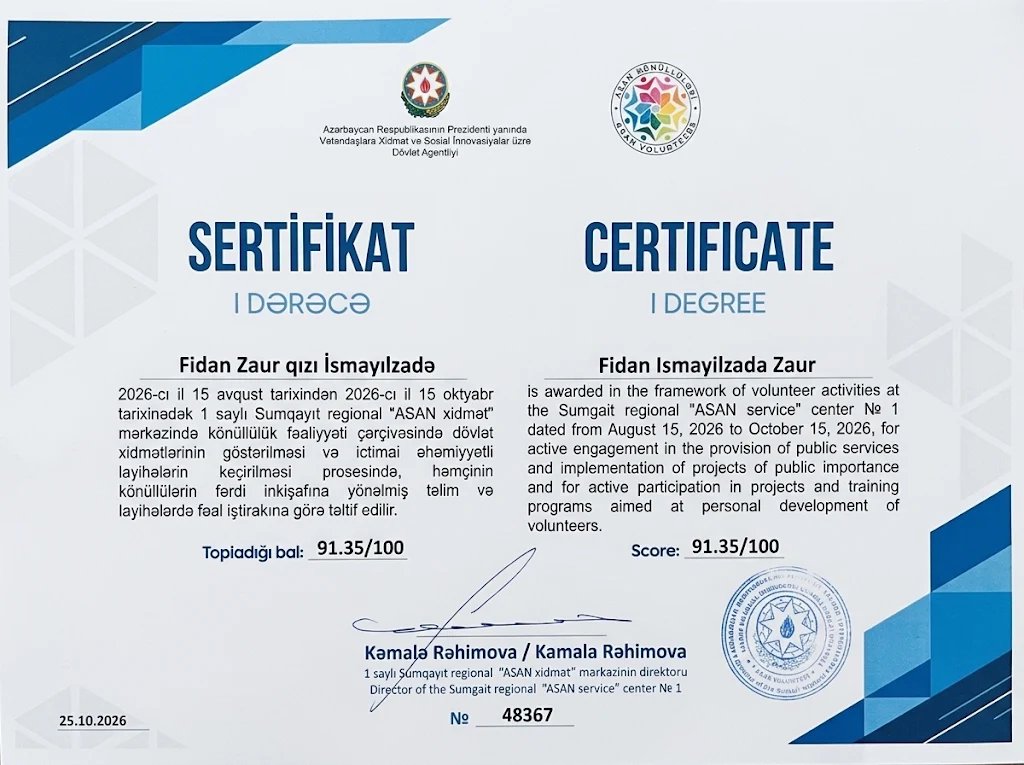 Azərbaycan Respublikasının Prezidenti yanında
Vətəndaşlara Xidmət və Sosial İnnovasiyalar üzrə
Dövlət Agentliyi
ASAN KÖNÜLLÜLƏRİ
ASAN VOLUNTEERS
SERTİFİKAT
I DƏRƏCƏ
Fidan Zaur qızı İsmayılzadə
2026-cı il 15 avqust tarixindən 2026-cı il 15 oktyabr
tarixinədək 1 saylı Sumqayıt regional "ASAN xidmət"
mərkəzində könüllülük fəaliyyəti çərçivəsində dövlət
xidmətlərinin göstərilməsi və ictimai əhəmiyyətli
layihələrin keçirilməsi prosesində, həmçinin
könüllülərin fərdi inkişafına yönəlmiş təlim və
layihələrdə fəal iştirakına görə təltif edilir.
Topiadığı bal: 91.35/100
CERTIFICATE
I DEGREE
Fidan Ismayilzada Zaur
is awarded in the framework of volunteer activities at
the Sumgait regional "ASAN service" center № 1
dated from August 15, 2026 to October 15, 2026, for
active engagement in the provision of public services
and implementation of projects of public importance
and for active participation in projects and training
programs aimed at personal development of
volunteers.
Score: 91.35/100
Kəmalə Rəhimova / Kamala Rəhimova
1 saylı Sumqayıt regional "ASAN xidmət" markazinin direktoru
Director of the Sumgait regional "ASAN service" center № 1
№ 48367
25.10.2026